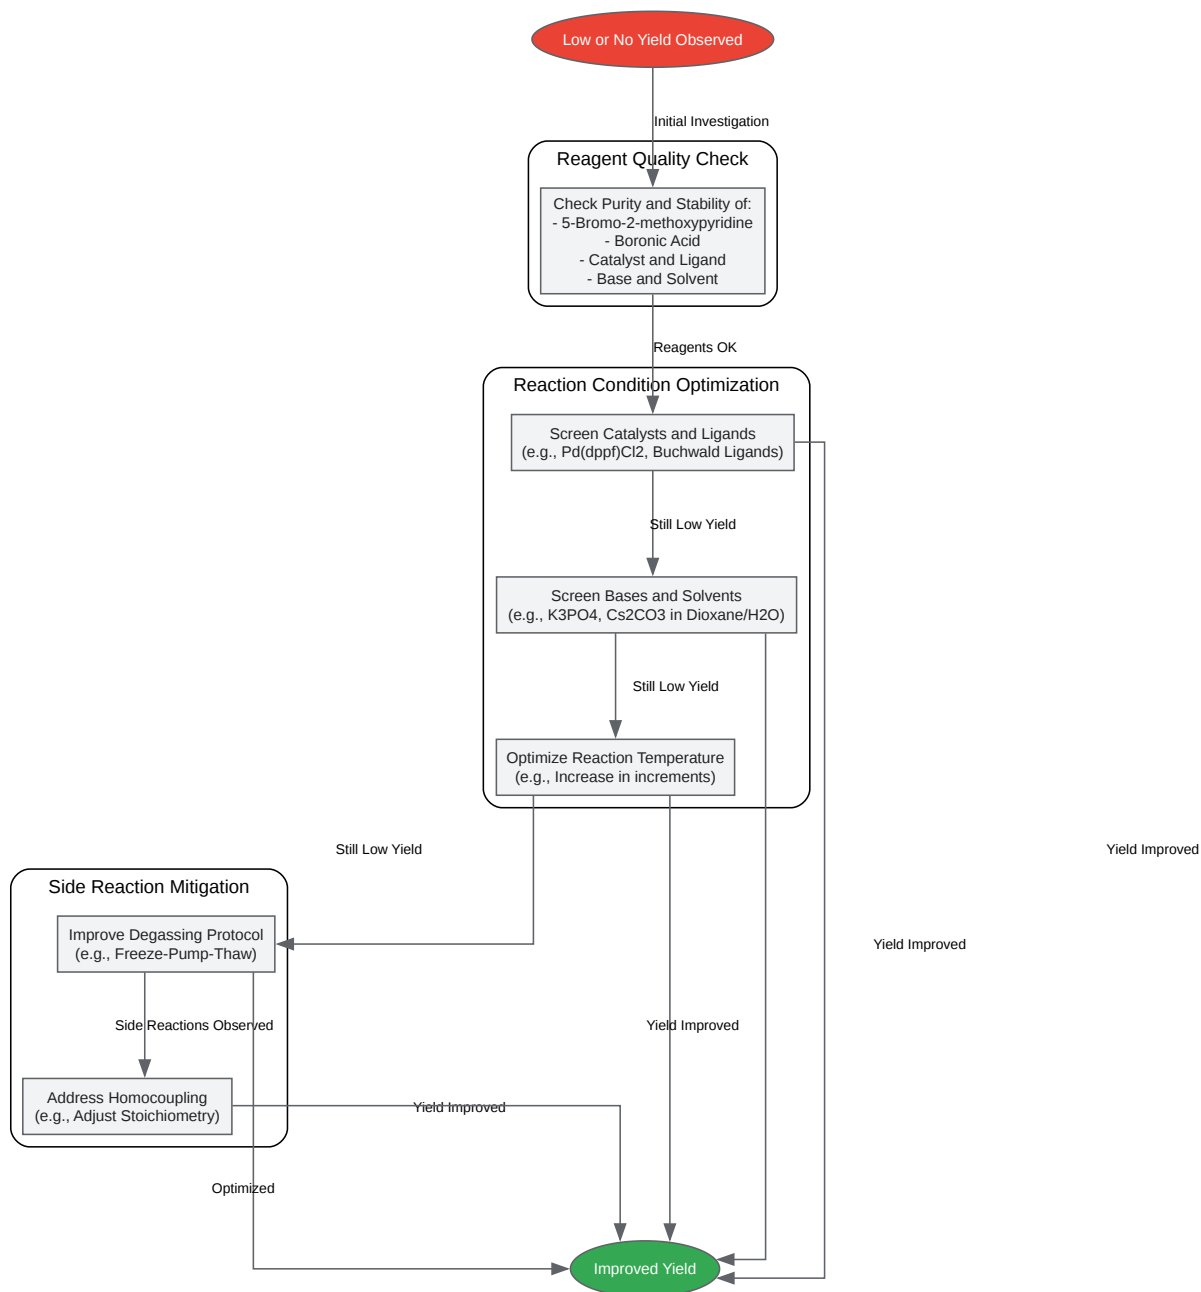 Low or No Yield Observed
Initial Investigation
Reagent Quality Check
Check Purity and Stability of:
- 5-Bromo-2-methoxypyridine
- Boronic Acid
- Catalyst and Ligand
- Base and Solvent
Reagents OK
Reaction Condition Optimization
Screen Catalysts and Ligands
(e.g., Pd(dppf)Cl2, Buchwald Ligands)
Still Low Yield
Screen Bases and Solvents
(e.g., K3PO4, Cs2CO3 in Dioxane/H2O)
Still Low Yield
Optimize Reaction Temperature
(e.g., Increase in increments)
Still Low Yield
Yield Improved
Side Reaction Mitigation
Improve Degassing Protocol
(e.g., Freeze-Pump-Thaw)
Yield Improved
Side Reactions Observed
Yield Improved
Address Homocoupling
(e.g., Adjust Stoichiometry)
Yield Improved
Optimized
Improved Yield